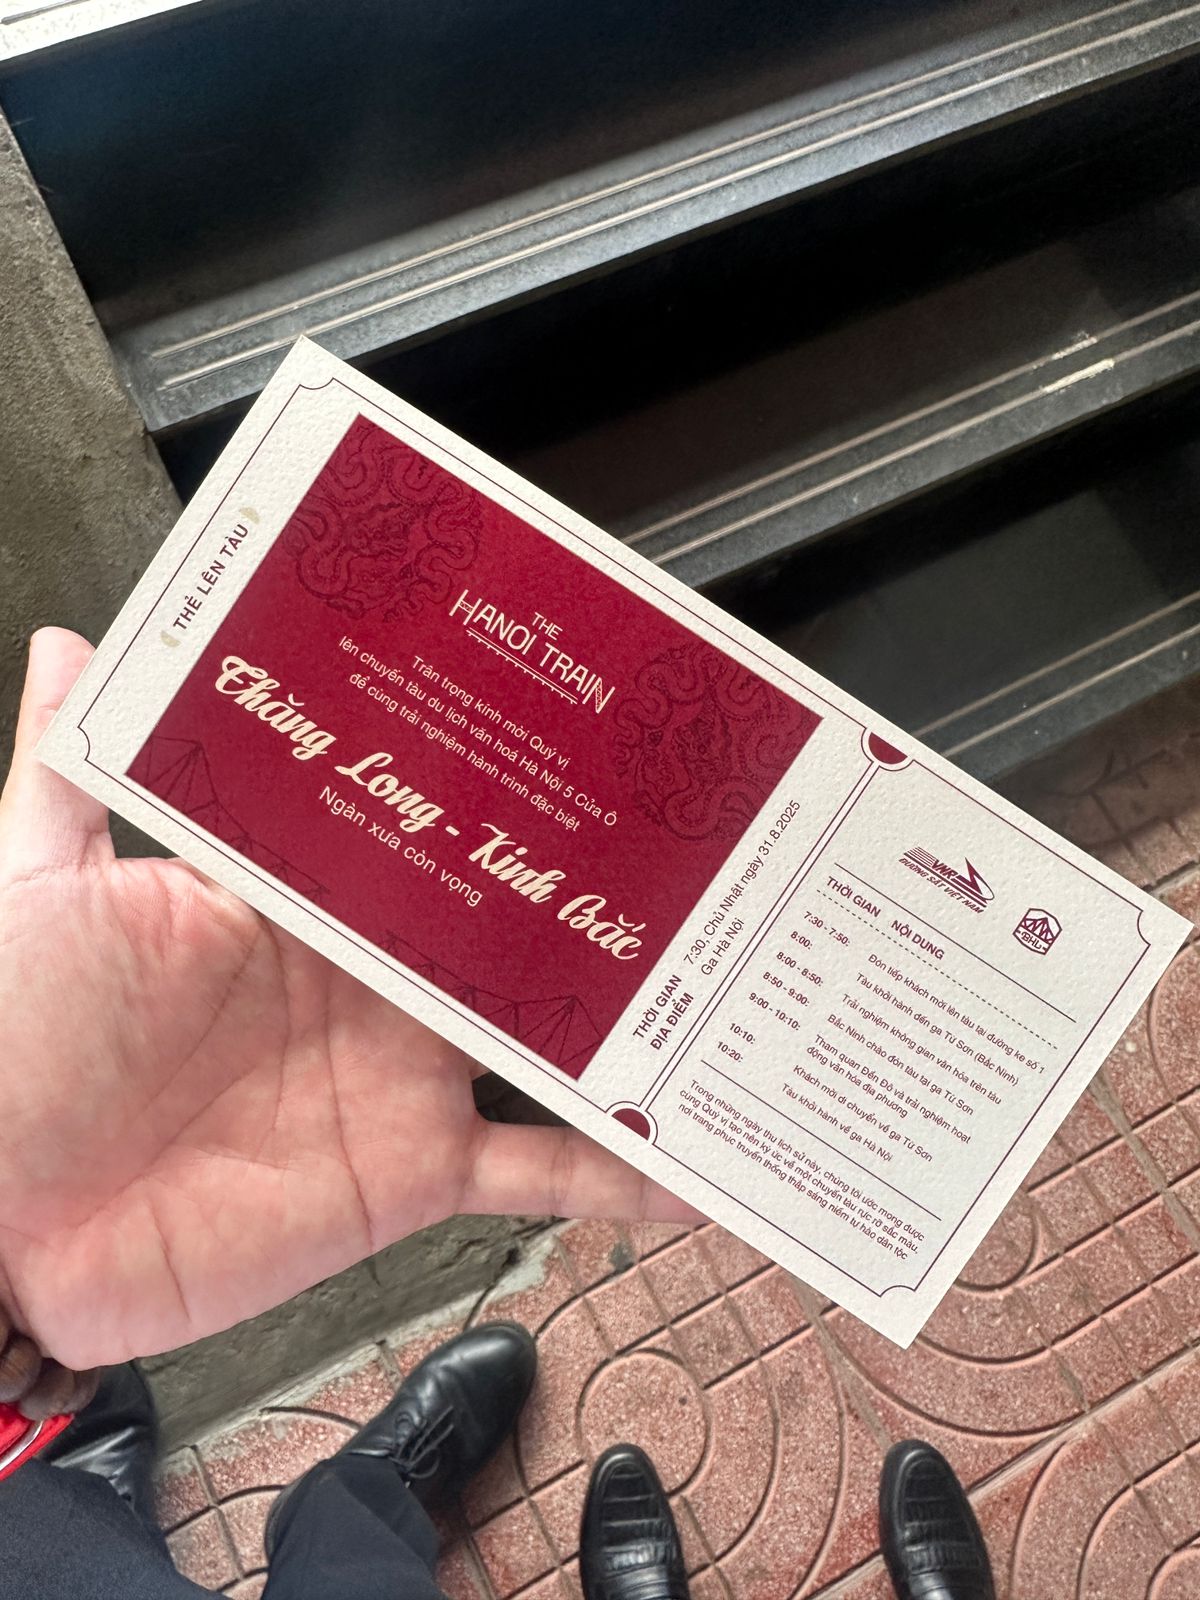 THẺ LÊN TÀU
THE
HANOI TRAIN
Trân trọng kính mời Quý vị
lên chuyến tàu du lịch văn hoá Hà Nội 5 Cửa Ô
để cùng trải nghiệm hành trình đặc biệt
Thăng Long - Kinh Bắc
Ngân xưa còn vọng
THỜI GIAN 7:30, Chủ Nhật ngày 31.8.2025
ĐỊA ĐIỂM Ga Hà Nội
VNR
ĐƯỜNG SẮT VIỆT NAM
BHL
THỜI GIAN NỘI DUNG
7:30 - 7:50: Đón tiếp khách mời lên tàu tại đường ke số 1
8:00: Tàu khởi hành đến ga Từ Sơn (Bắc Ninh)
8:00 - 8:50: Trải nghiệm không gian văn hóa trên tàu
8:50 - 9:00: Bắc Ninh chào đón tàu tại ga Từ Sơn
9:00 - 10:10: Tham quan Đền Đô và trải nghiệm hoạt
động văn hóa địa phương
10:10: Khách mời di chuyển về ga Từ Sơn
10:20: Tàu khởi hành về ga Hà Nội
Trong những ngày thu lịch sử này, chúng tôi ước mong được
cùng Quý vị tạo nên ký ức về một chuyến tàu rực rỡ sắc màu,
nơi trang phục truyền thống thắp sáng niềm tự hào dân tộc